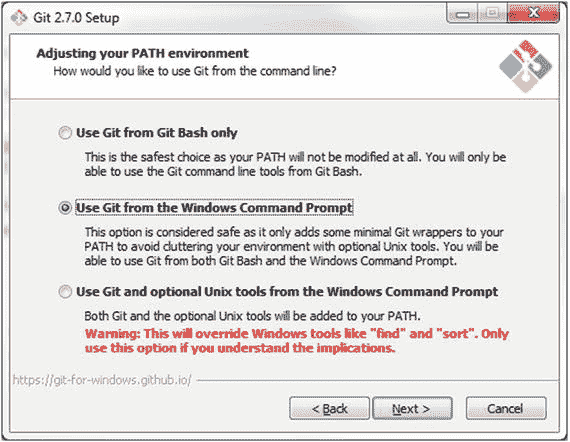 Git 2.7.0 Setup
Adjusting your PATH environment
How would you like to use Git from the command line?
Use Git from Git Bash only
This is the safest choice as your PATH will not be modified at all. You will only be
able to use the Git command line tools from Git Bash.
Use Git from the Windows Command Prompt
This option is considered safe as it only adds some minimal Git wrappers to your
PATH to avoid cluttering your environment with optional Unix tools. You will be
able to use Git from both Git Bash and the Windows Command Prompt.
Use Git and optional Unix tools from the Windows Command Prompt
Both Git and the optional Unix tools will be added to your PATH.
Warning: This will override Windows tools like "find" and "sort". Only
use this option if you understand the implications.
https://git-for-windows.github.io/
< Back
Next >
Cancel